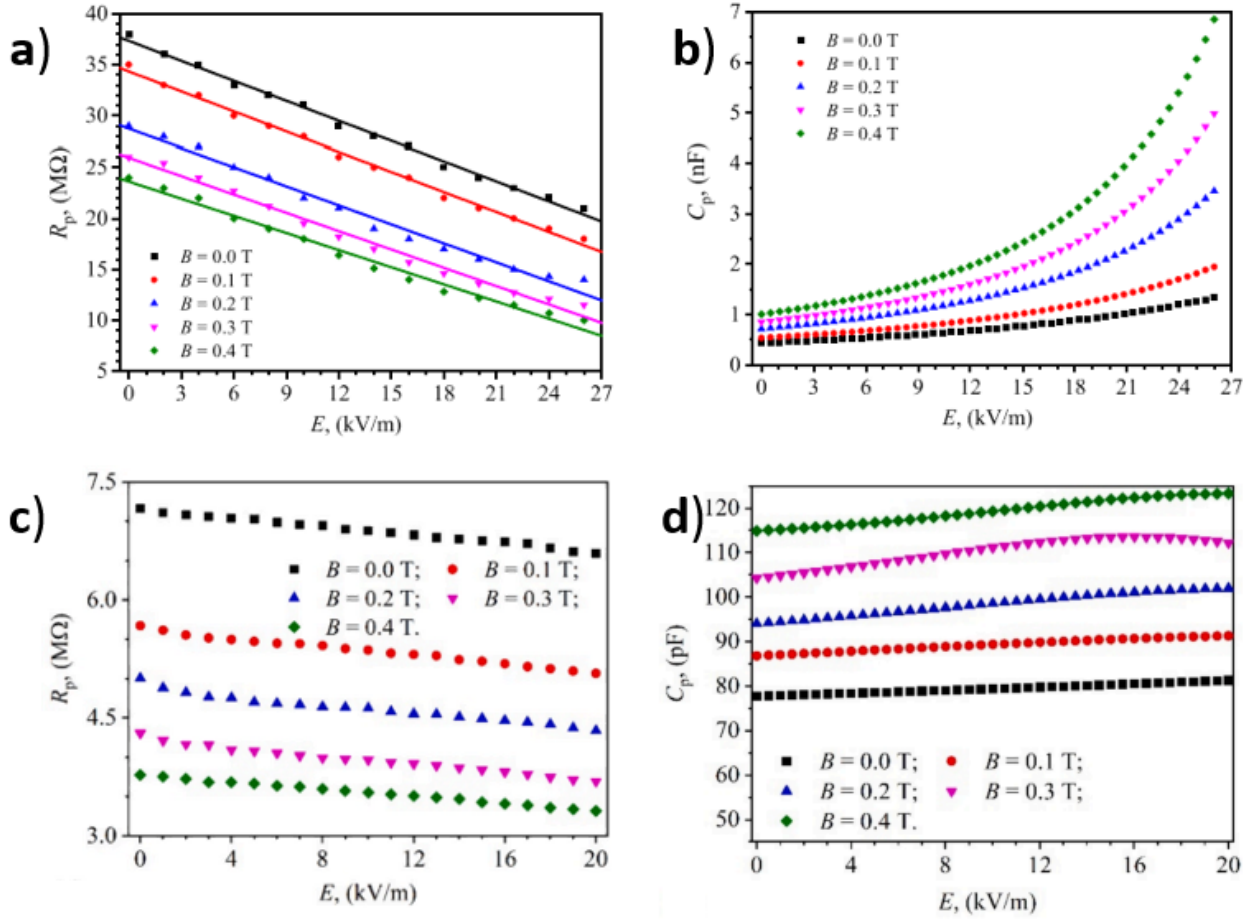 a)
40
35
30
25
20
15
10
5
R_p, (MΩ)
B = 0.0 T
B = 0.1 T
B = 0.2 T
B = 0.3 T
B = 0.4 T
0 3 6 9 12 15 18 21 24 27
E, (kV/m)
b)
7
6
5
4
3
2
1
0
C_p, (nF)
B = 0.0 T
B = 0.1 T
B = 0.2 T
B = 0.3 T
B = 0.4 T
0 3 6 9 12 15 18 21 24 27
E, (kV/m)
c)
7.5
6.0
4.5
3.0
R_p, (MΩ)
B = 0.0 T; B = 0.1 T;
B = 0.2 T; B = 0.3 T;
B = 0.4 T.
0 4 8 12 16 20
E, (kV/m)
d)
120
110
100
90
80
70
60
50
C_p, (pF)
B = 0.0 T; B = 0.1 T;
B = 0.2 T; B = 0.3 T;
B = 0.4 T.
0 4 8 12 16 20
E, (kV/m)